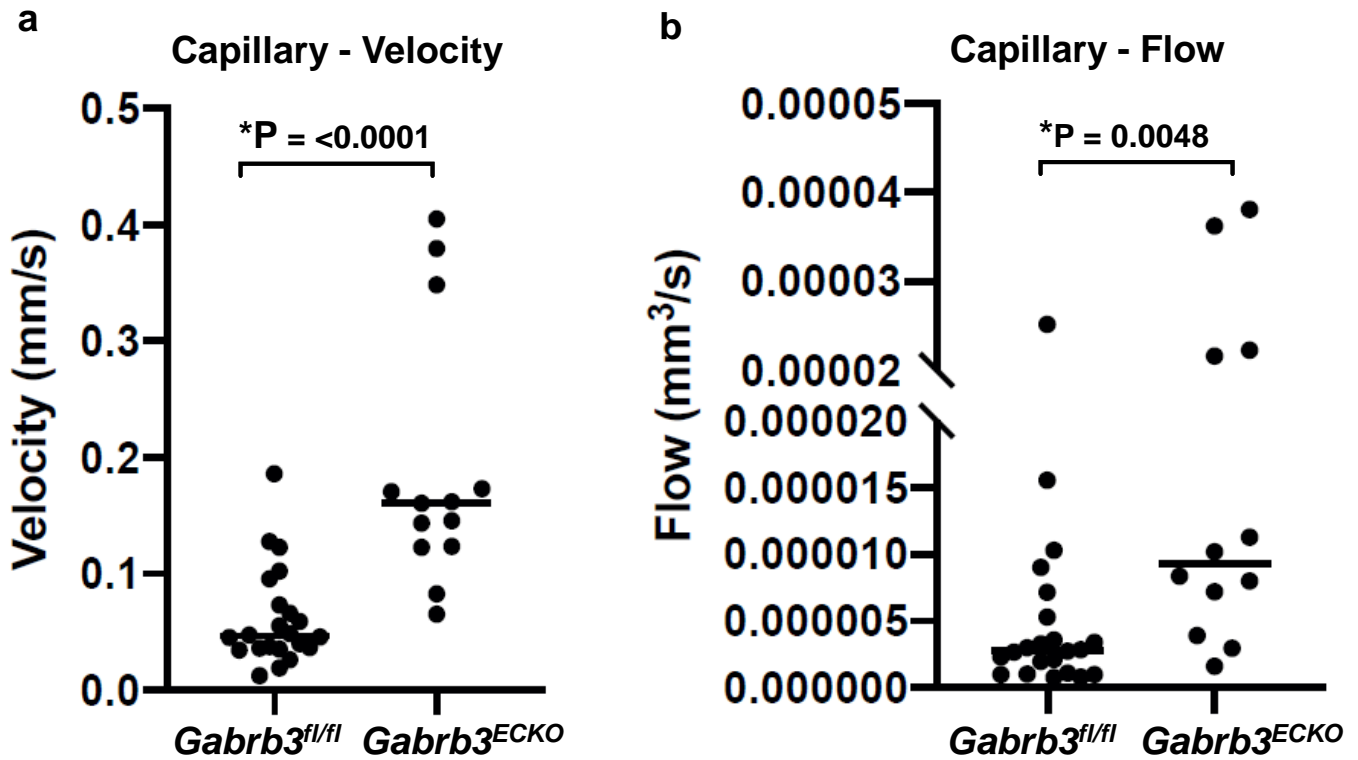 a
Capillary - Velocity
Velocity (mm/s)
0.5
0.4
0.3
0.2
0.1
0.0
*P = <0.0001
Gabrb3fl/fl
Gabrb3ECKO
b
Capillary - Flow
Flow (mm3/s)
0.00005
0.00004
0.00003
0.00002
0.000020
0.000015
0.000010
0.000005
0.000000
*P = 0.0048
Gabrb3fl/fl
Gabrb3ECKO